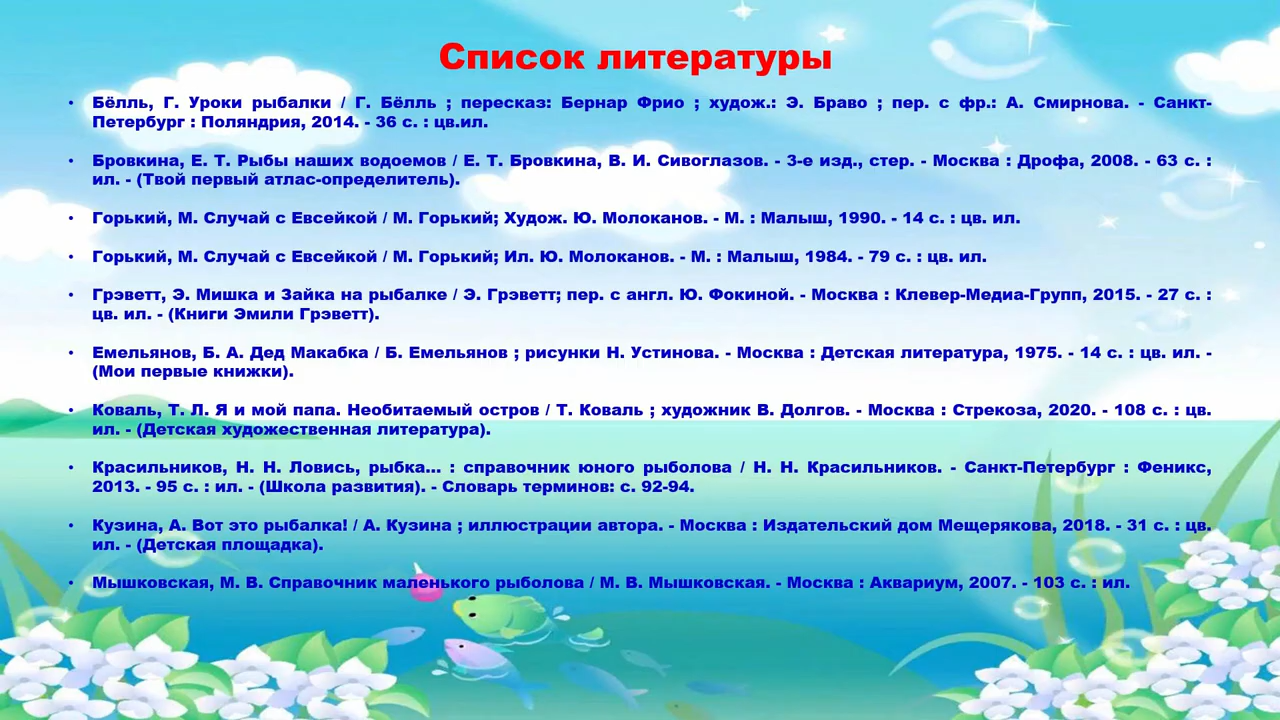 Список литературы
• Бёлль, Г. Уроки рыбалки / Г. Бёлль ; пересказ: Бернар Фрио ; худож.: Э. Браво ; пер. с фр.: А. Смирнова. - Санкт-
Петербург : Поляндрия, 2014. - 36 с. : цв.ил.
• Бровкина, Е. Т. Рыбы наших водоемов / Е. Т. Бровкина, В. И. Сивоглазов. - 3-е изд., стер. - Москва : Дрофа, 2008. - 63 с. :
ил. - (Твой первый атлас-определитель).
• Горький, М. Случай с Евсейкой / М. Горький; Худож. Ю. Молоканов. - М. : Малыш, 1990. - 14 с. : цв. ил.
• Горький, М. Случай с Евсейкой / М. Горький; Ил. Ю. Молоканов. - М. : Малыш, 1984. - 79 с. : цв. ил.
• Грэветт, Э. Мишка и Зайка на рыбалке / Э. Грэветт; пер. с англ. Ю. Фокиной. - Москва : Клевер-Медиа-Групп, 2015. - 27 с. :
цв. ил. - (Книги Эмили Грэветт).
• Емельянов, Б. А. Дед Макабка / Б. Емельянов ; рисунки Н. Устинова. - Москва : Детская литература, 1975. - 14 с. : цв. ил. -
(Мои первые книжки).
• Коваль, Т. Л. Я и мой папа. Необитаемый остров / Т. Коваль ; художник В. Долгов. - Москва : Стрекоза, 2020. - 108 с. : цв.
ил. - (Детская художественная литература).
• Красильников, Н. Н. Ловись, рыбка... : справочник юного рыболова / Н. Н. Красильников. - Санкт-Петербург : Феникс,
2013. - 95 с. : ил. - (Школа развития). - Словарь терминов: с. 92-94.
• Кузина, А. Вот это рыбалка! / А. Кузина ; иллюстрации автора. - Москва : Издательский дом Мещерякова, 2018. - 31 с. : цв.
ил. - (Детская площадка).
• Мышковская, М. В. Справочник маленького рыболова / М. В. Мышковская. - Москва : Аквариум, 2007. - 103 с. : ил.